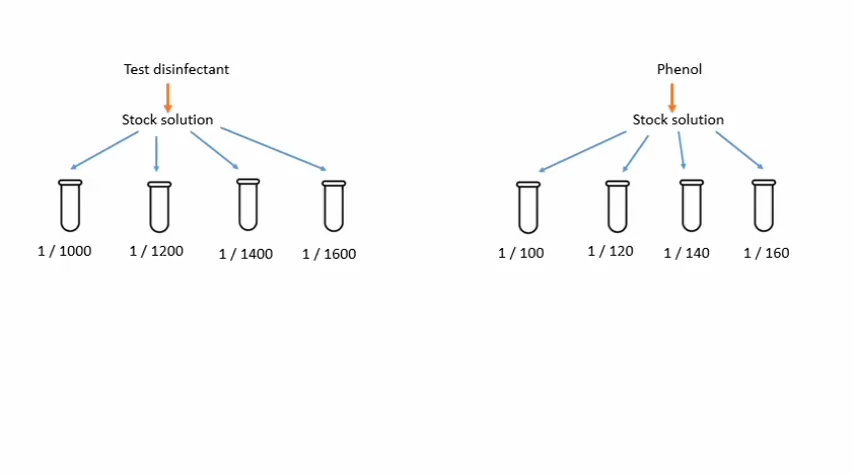 Test disinfectant
Stock solution
1 / 1000
1 / 1200
1 / 1400
1 / 1600
Phenol
Stock solution
1 / 100
1 / 120
1 / 140
1 / 160